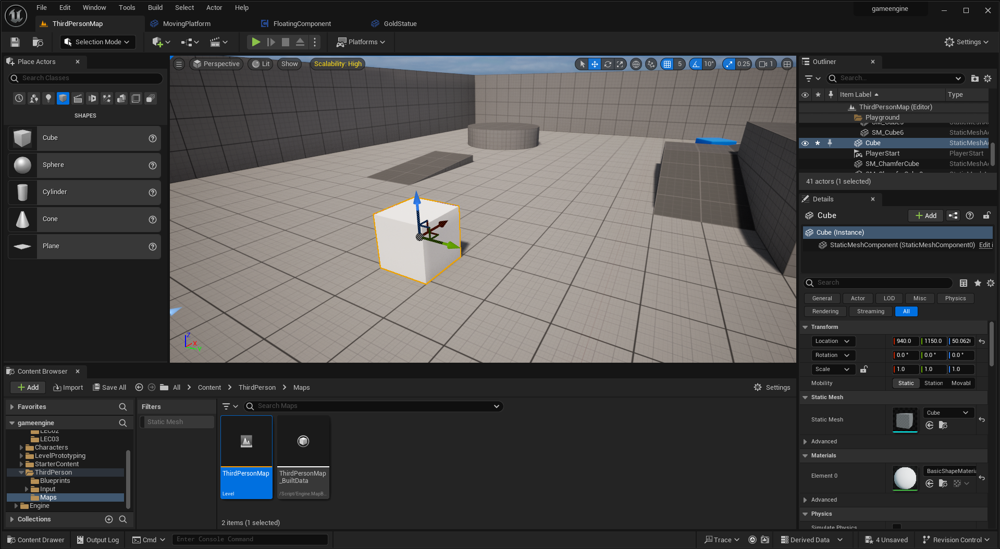 File Edit Window Tools Build Select Actor Help
gameengine
ThirdPersonMap
MovingPlatform
FloatingComponent
GoldStatue
Selection Mode
Platforms
Settings
Place Actors
Search Classes
SHAPES
Cube
Sphere
Cylinder
Cone
Plane
Perspective
Lit
Show
Scalability: High
5
10°
0.25
1
Z
X
Y
Outliner
Search...
Item Label
Type
ThirdPersonMap (Editor)
Playground
SM_Cube6 StaticMeshA
Cube StaticMeshA
PlayerStart PlayerStart
SM_ChamferCube StaticMeshA
41 actors (1 selected)
Details
Cube
Add
Cube (Instance)
StaticMeshComponent (StaticMeshComponent0) Edit i
Search
General Actor LOD Misc Physics
Rendering Streaming All
Transform
Location 940.0 1150.0 50.062
Rotation 0.0 ° 0.0 ° 0.0 °
Scale 1.0 1.0 1.0
Mobility Static Station Movabl
Static Mesh
Static Mesh Cube
Advanced
Materials
Element 0 BasicShapeMateria
Advanced
Physics
Simulate Physics
Content Browser
Add Import Save All All Content ThirdPerson Maps
Settings
Favorites
gameengine
LEC02
LEC03
Characters
LevelPrototyping
StarterContent
ThirdPerson
Blueprints
Input
Maps
Engine
Collections
Filters
Static Mesh
Search Maps
ThirdPersonMap
Level
ThirdPersonMap
_BuiltData
/Script/Engine.MapB...
2 items (1 selected)
Content Drawer Output Log Cmd Enter Console Command
Trace Derived Data 4 Unsaved Revision Control